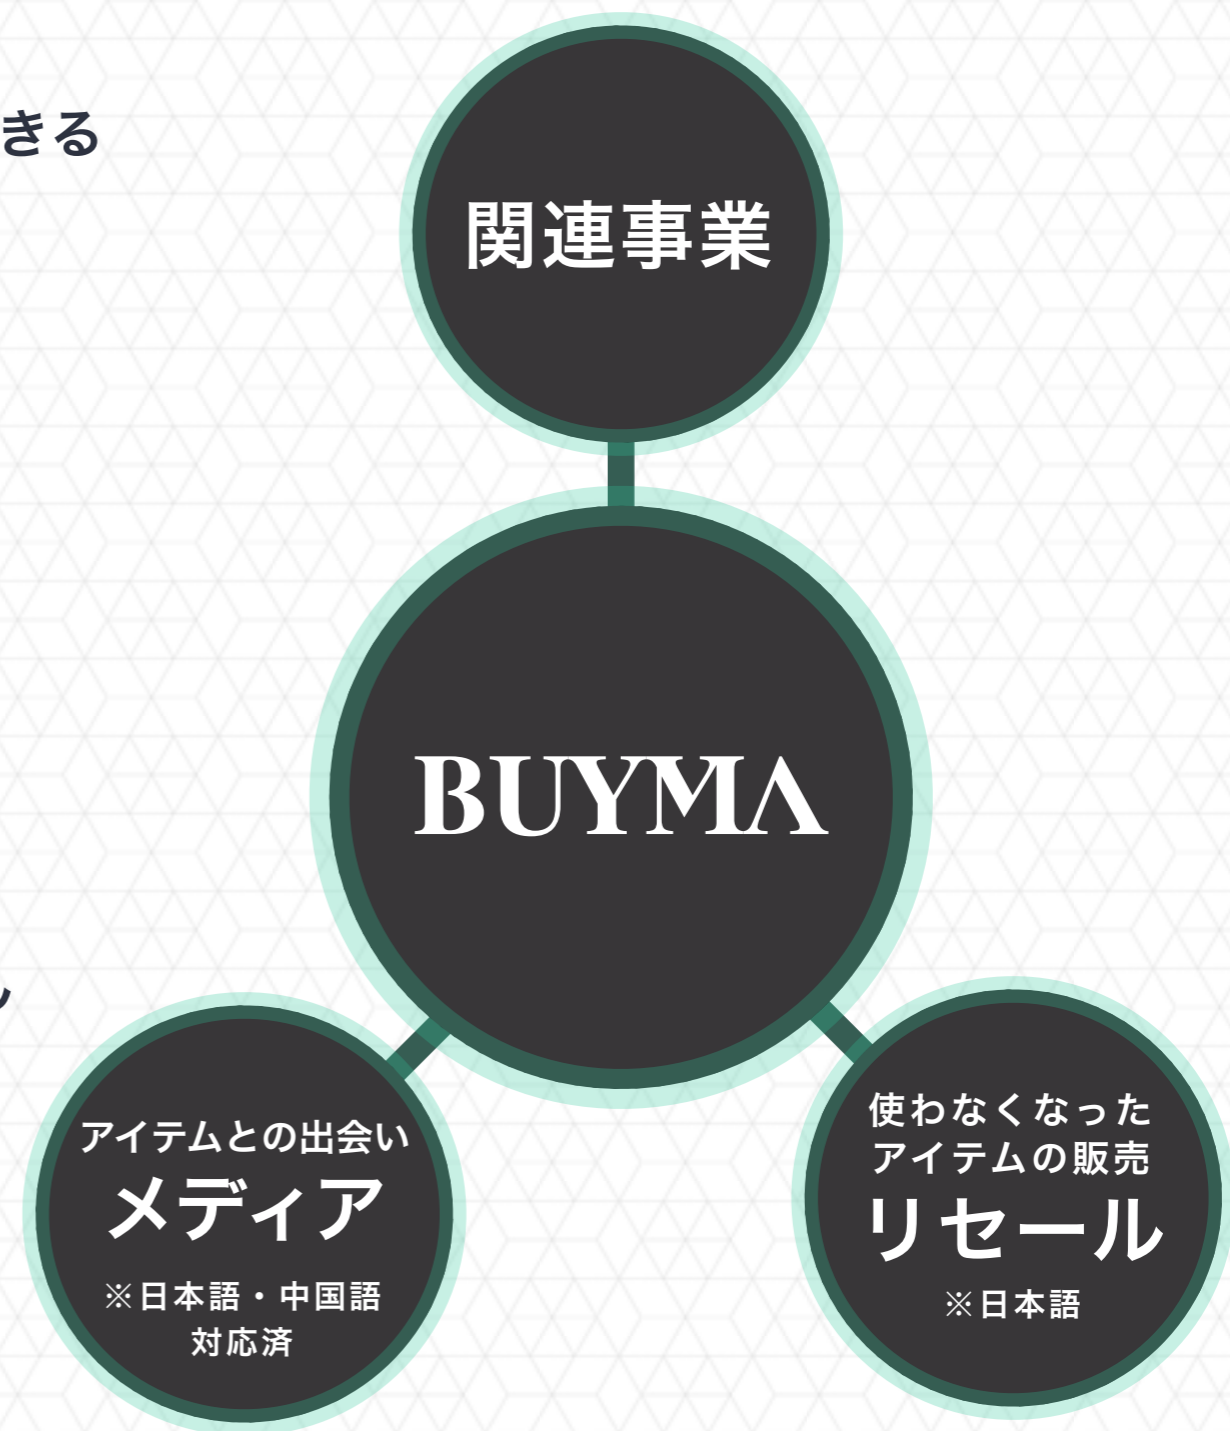 きる
関連事業
BUYMA
アイテムとの出会い
メディア
※日本語・中国語
対応済
使わなくなった
アイテムの販売
リセール
※日本語